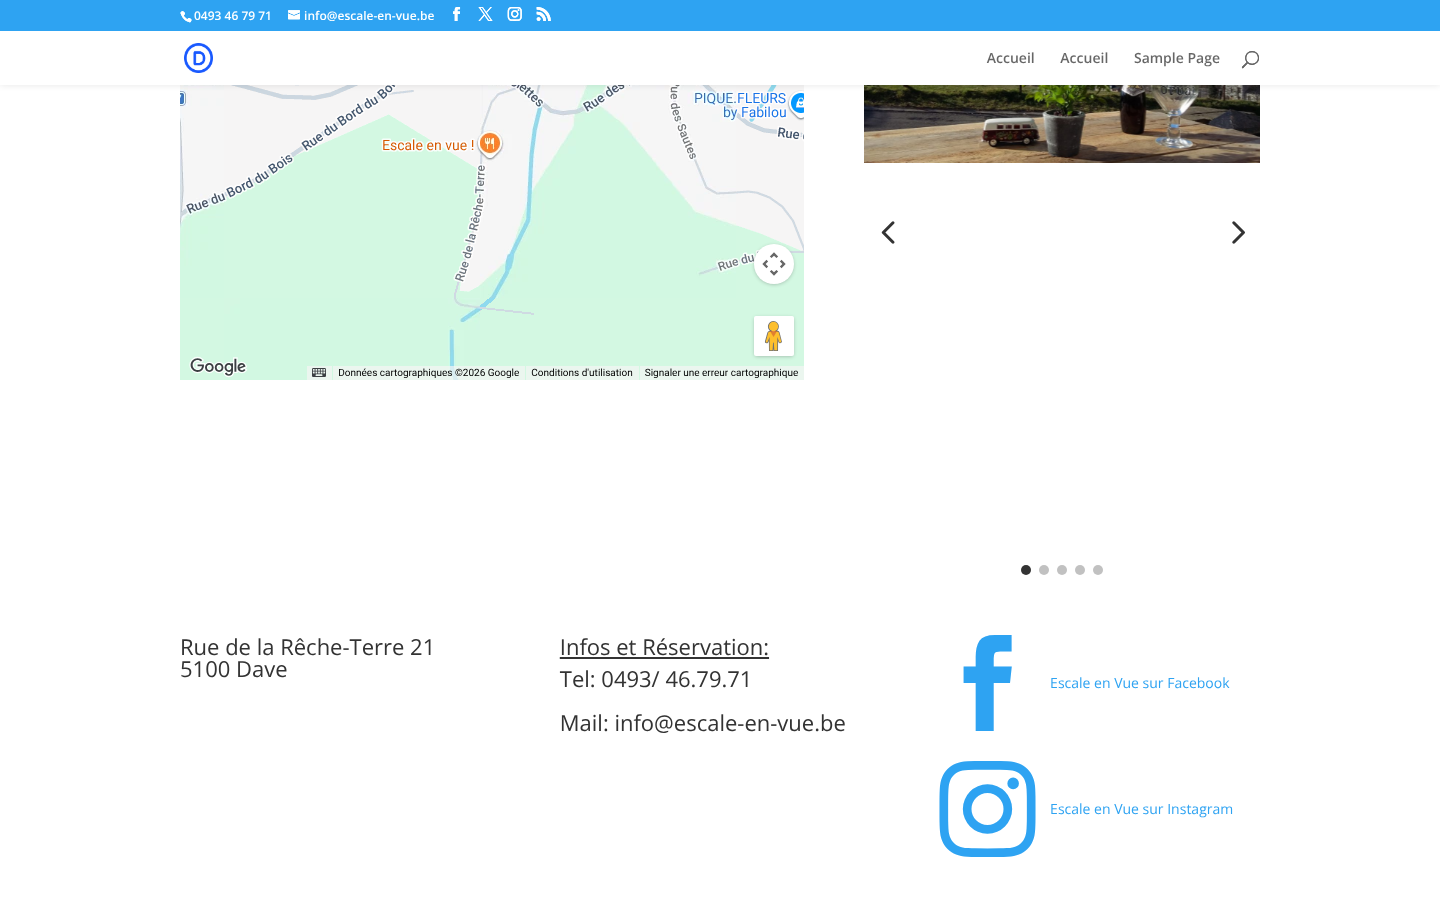 0493 46 79 71 info@escale-en-vue.be
D
Accueil Accueil Sample Page
PIQUE.FLEURS
by Fabilou
Escale en vue !
Rue du Bord du Bois
Rue du Bord du Boi
Rue des
Rue de la Rêche-Terre
ue des Sautes
Rue du
Google
Données cartographiques ©2026 Google Conditions d'utilisation Signaler une erreur cartographique
Rue de la Rêche-Terre 21
5100 Dave
Infos et Réservation:
Tel: 0493/ 46.79.71
Mail: info@escale-en-vue.be
Escale en Vue sur Facebook
Escale en Vue sur Instagram